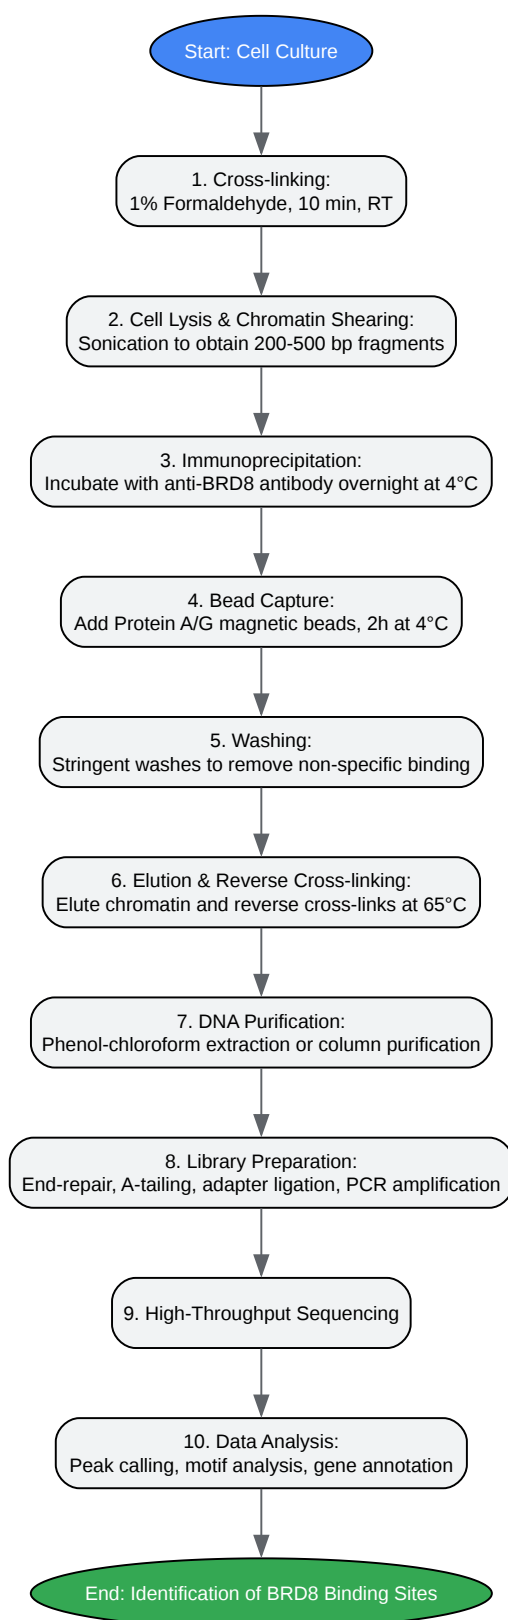 Start: Cell Culture
1. Cross-linking:
1% Formaldehyde, 10 min, RT
2. Cell Lysis & Chromatin Shearing:
Sonication to obtain 200-500 bp fragments
3. Immunoprecipitation:
Incubate with anti-BRD8 antibody overnight at 4°C
4. Bead Capture:
Add Protein A/G magnetic beads, 2h at 4°C
5. Washing:
Stringent washes to remove non-specific binding
6. Elution & Reverse Cross-linking:
Elute chromatin and reverse cross-links at 65°C
7. DNA Purification:
Phenol-chloroform extraction or column purification
8. Library Preparation:
End-repair, A-tailing, adapter ligation, PCR amplification
9. High-Throughput Sequencing
10. Data Analysis:
Peak calling, motif analysis, gene annotation
End: Identification of BRD8 Binding Sites